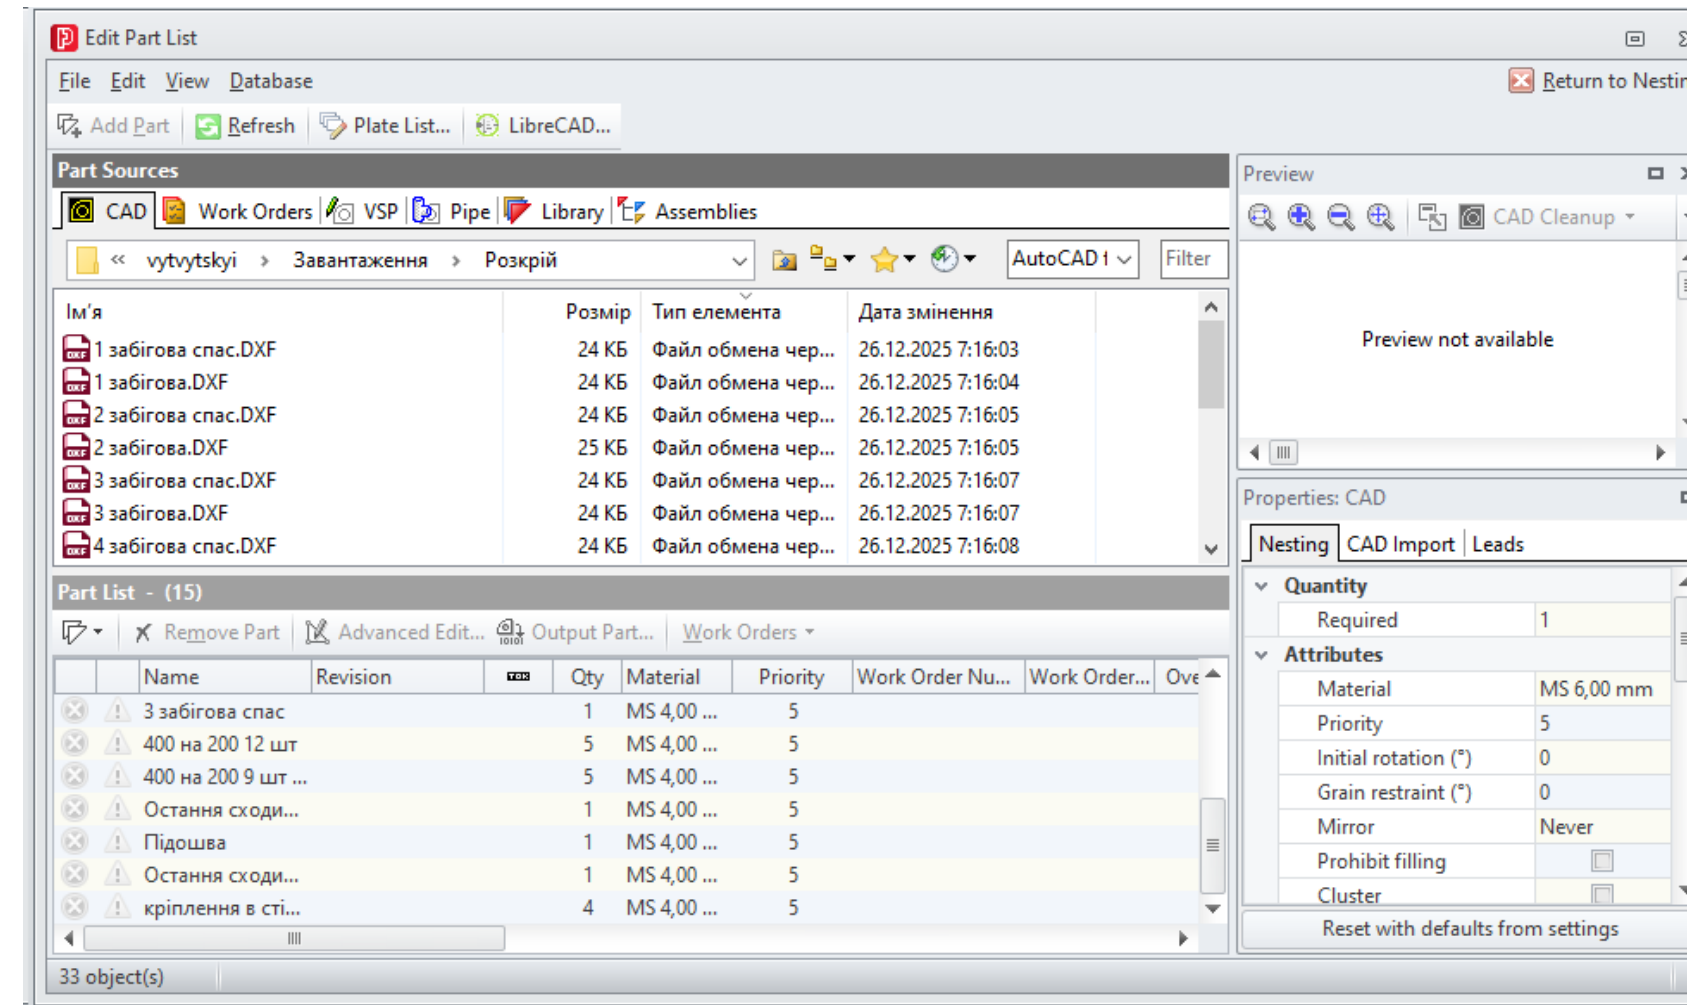 Edit Part List
File Edit View Database Return to Nestin
Add Part Refresh Plate List... LibreCAD...
Part Sources
CAD Work Orders VSP Pipe Library Assemblies
« vytvytskyi › Завантаження › Розкрій AutoCAD f Filter
Ім'я Розмір Тип елемента Дата змінення
1 забігова спас.DXF 24 КБ Файл обмена чер... 26.12.2025 7:16:03
1 забігова.DXF 24 КБ Файл обмена чер... 26.12.2025 7:16:04
2 забігова спас.DXF 24 КБ Файл обмена чер... 26.12.2025 7:16:05
2 забігова.DXF 25 КБ Файл обмена чер... 26.12.2025 7:16:05
3 забігова спас.DXF 24 КБ Файл обмена чер... 26.12.2025 7:16:07
3 забігова.DXF 24 КБ Файл обмена чер... 26.12.2025 7:16:07
4 забігова спас.DXF 24 КБ Файл обмена чер... 26.12.2025 7:16:08
Part List - (15)
Remove Part Advanced Edit... Output Part... Work Orders
Name Revision Qty Material Priority Work Order Nu... Work Order... Ove
3 забігова спас 1 MS 4,00 ... 5
400 на 200 12 шт 5 MS 4,00 ... 5
400 на 200 9 шт ... 5 MS 4,00 ... 5
Остання сходи... 1 MS 4,00 ... 5
Підошва 1 MS 4,00 ... 5
Остання сходи... 1 MS 4,00 ... 5
кріплення в сті... 4 MS 4,00 ... 5
33 object(s)
Preview
CAD Cleanup
Preview not available
Properties: CAD
Nesting CAD Import Leads
Quantity
Required 1
Attributes
Material MS 6,00 mm
Priority 5
Initial rotation (°) 0
Grain restraint (°) 0
Mirror Never
Prohibit filling
Cluster
Reset with defaults from settings